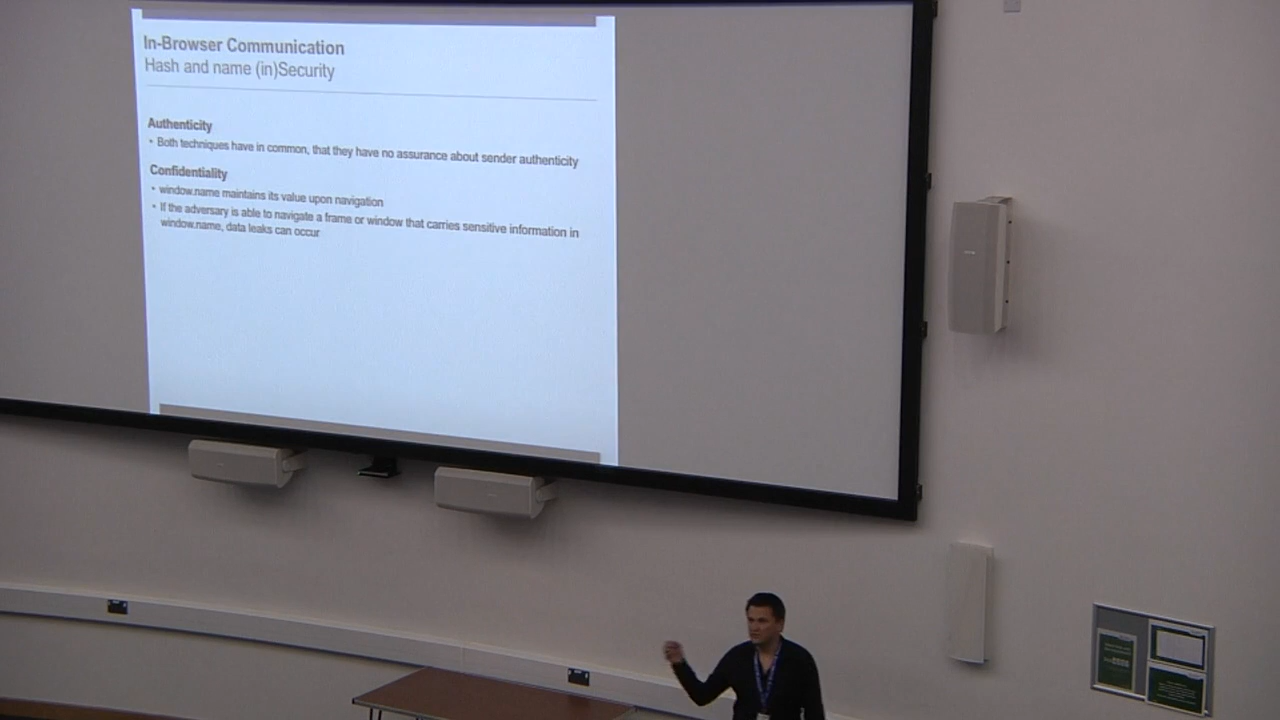 In-Browser Communication
Hash and name (in)Security
Authenticity
• Both techniques have in common, that they have no assurance about sender authenticity
Confidentiality
• window.name maintains its value upon navigation
• If the adversary is able to navigate a frame or window that carries sensitive information in
window.name, data leaks can occur